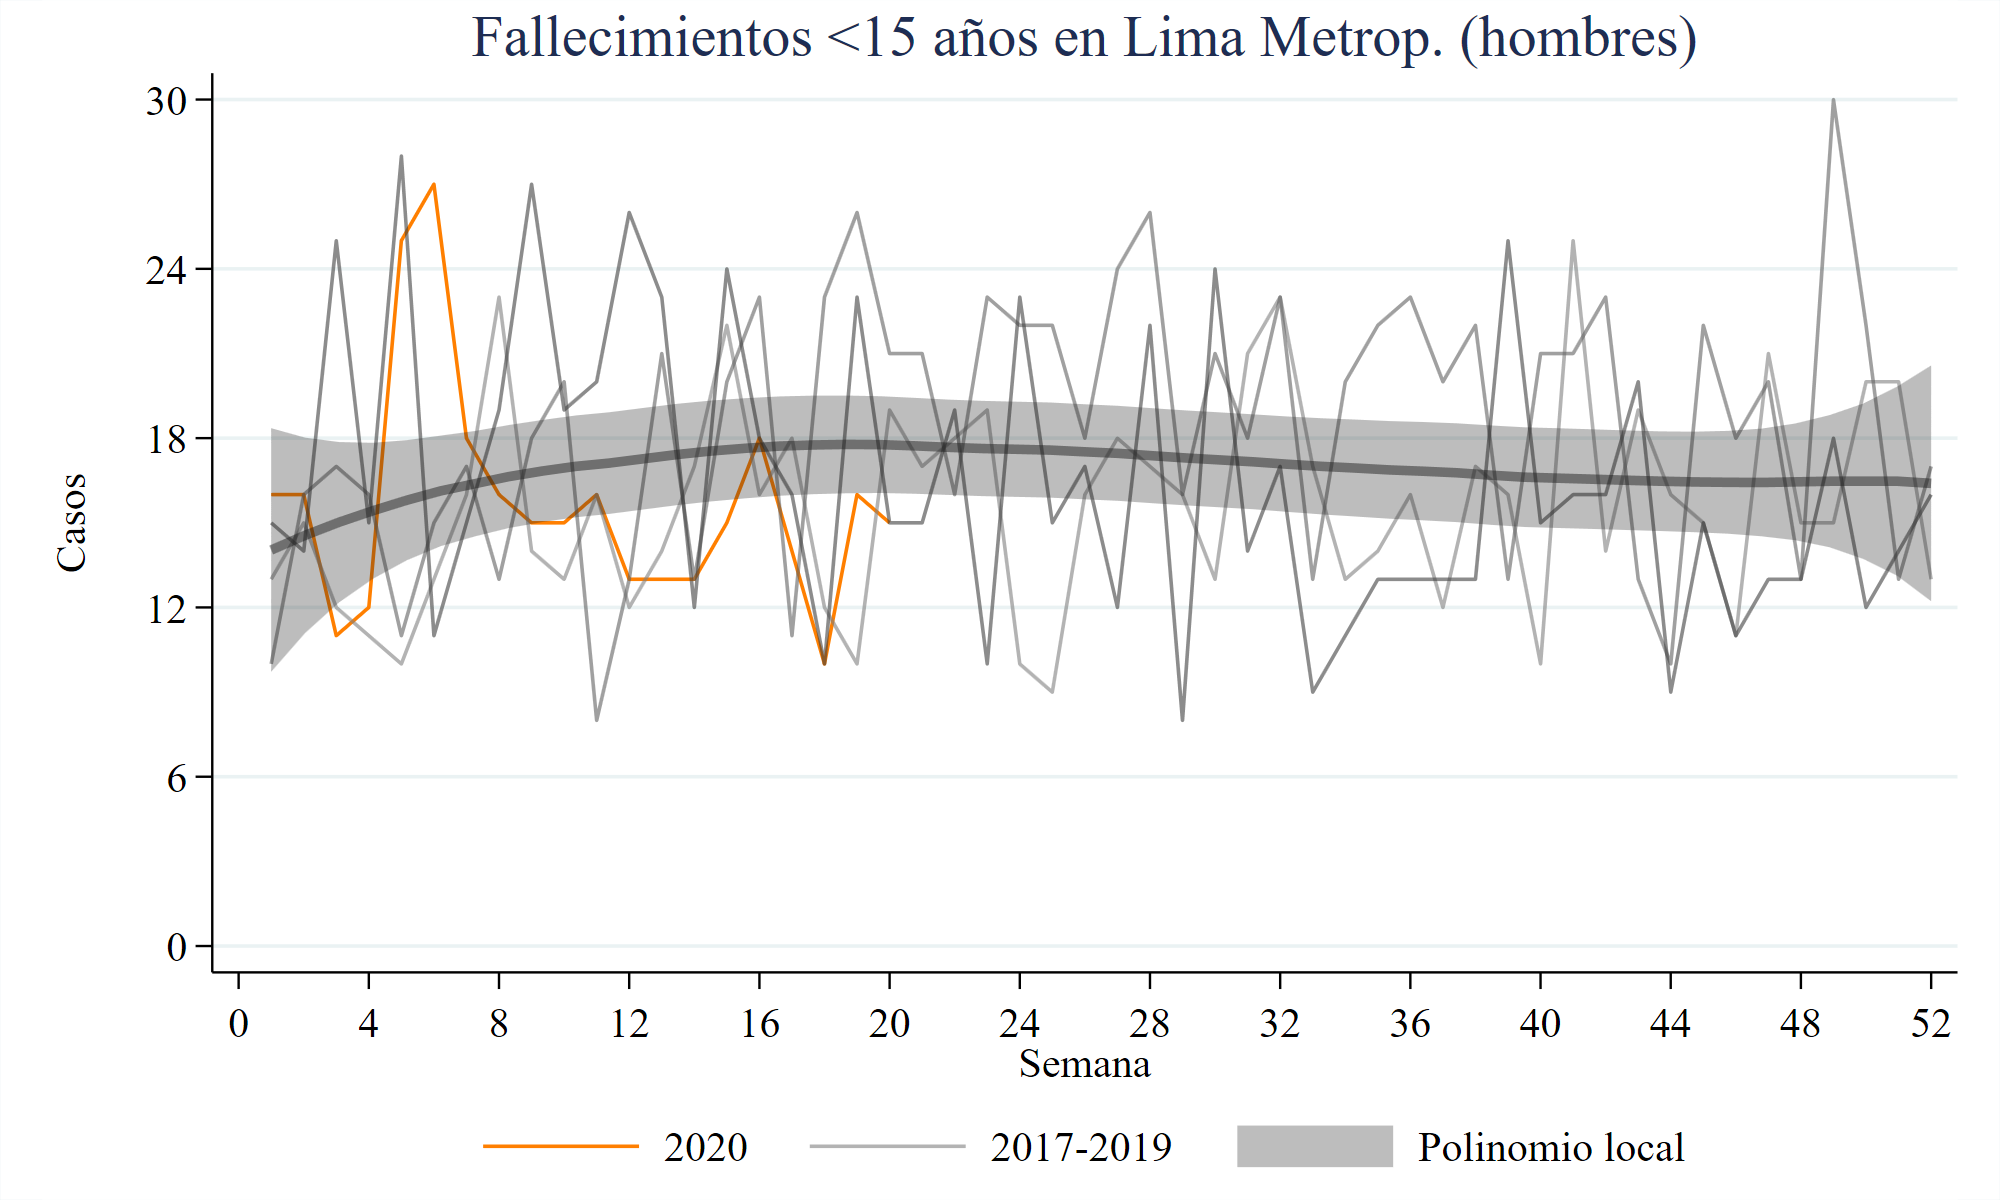 Fallecimientos <15 años en Lima Metrop. (hombres)
30
24
18
12
6
0
Casos
0 4 8 12 16 20 24 28 32 36 40 44 48 52
Semana
2020 2017-2019 Polinomio local